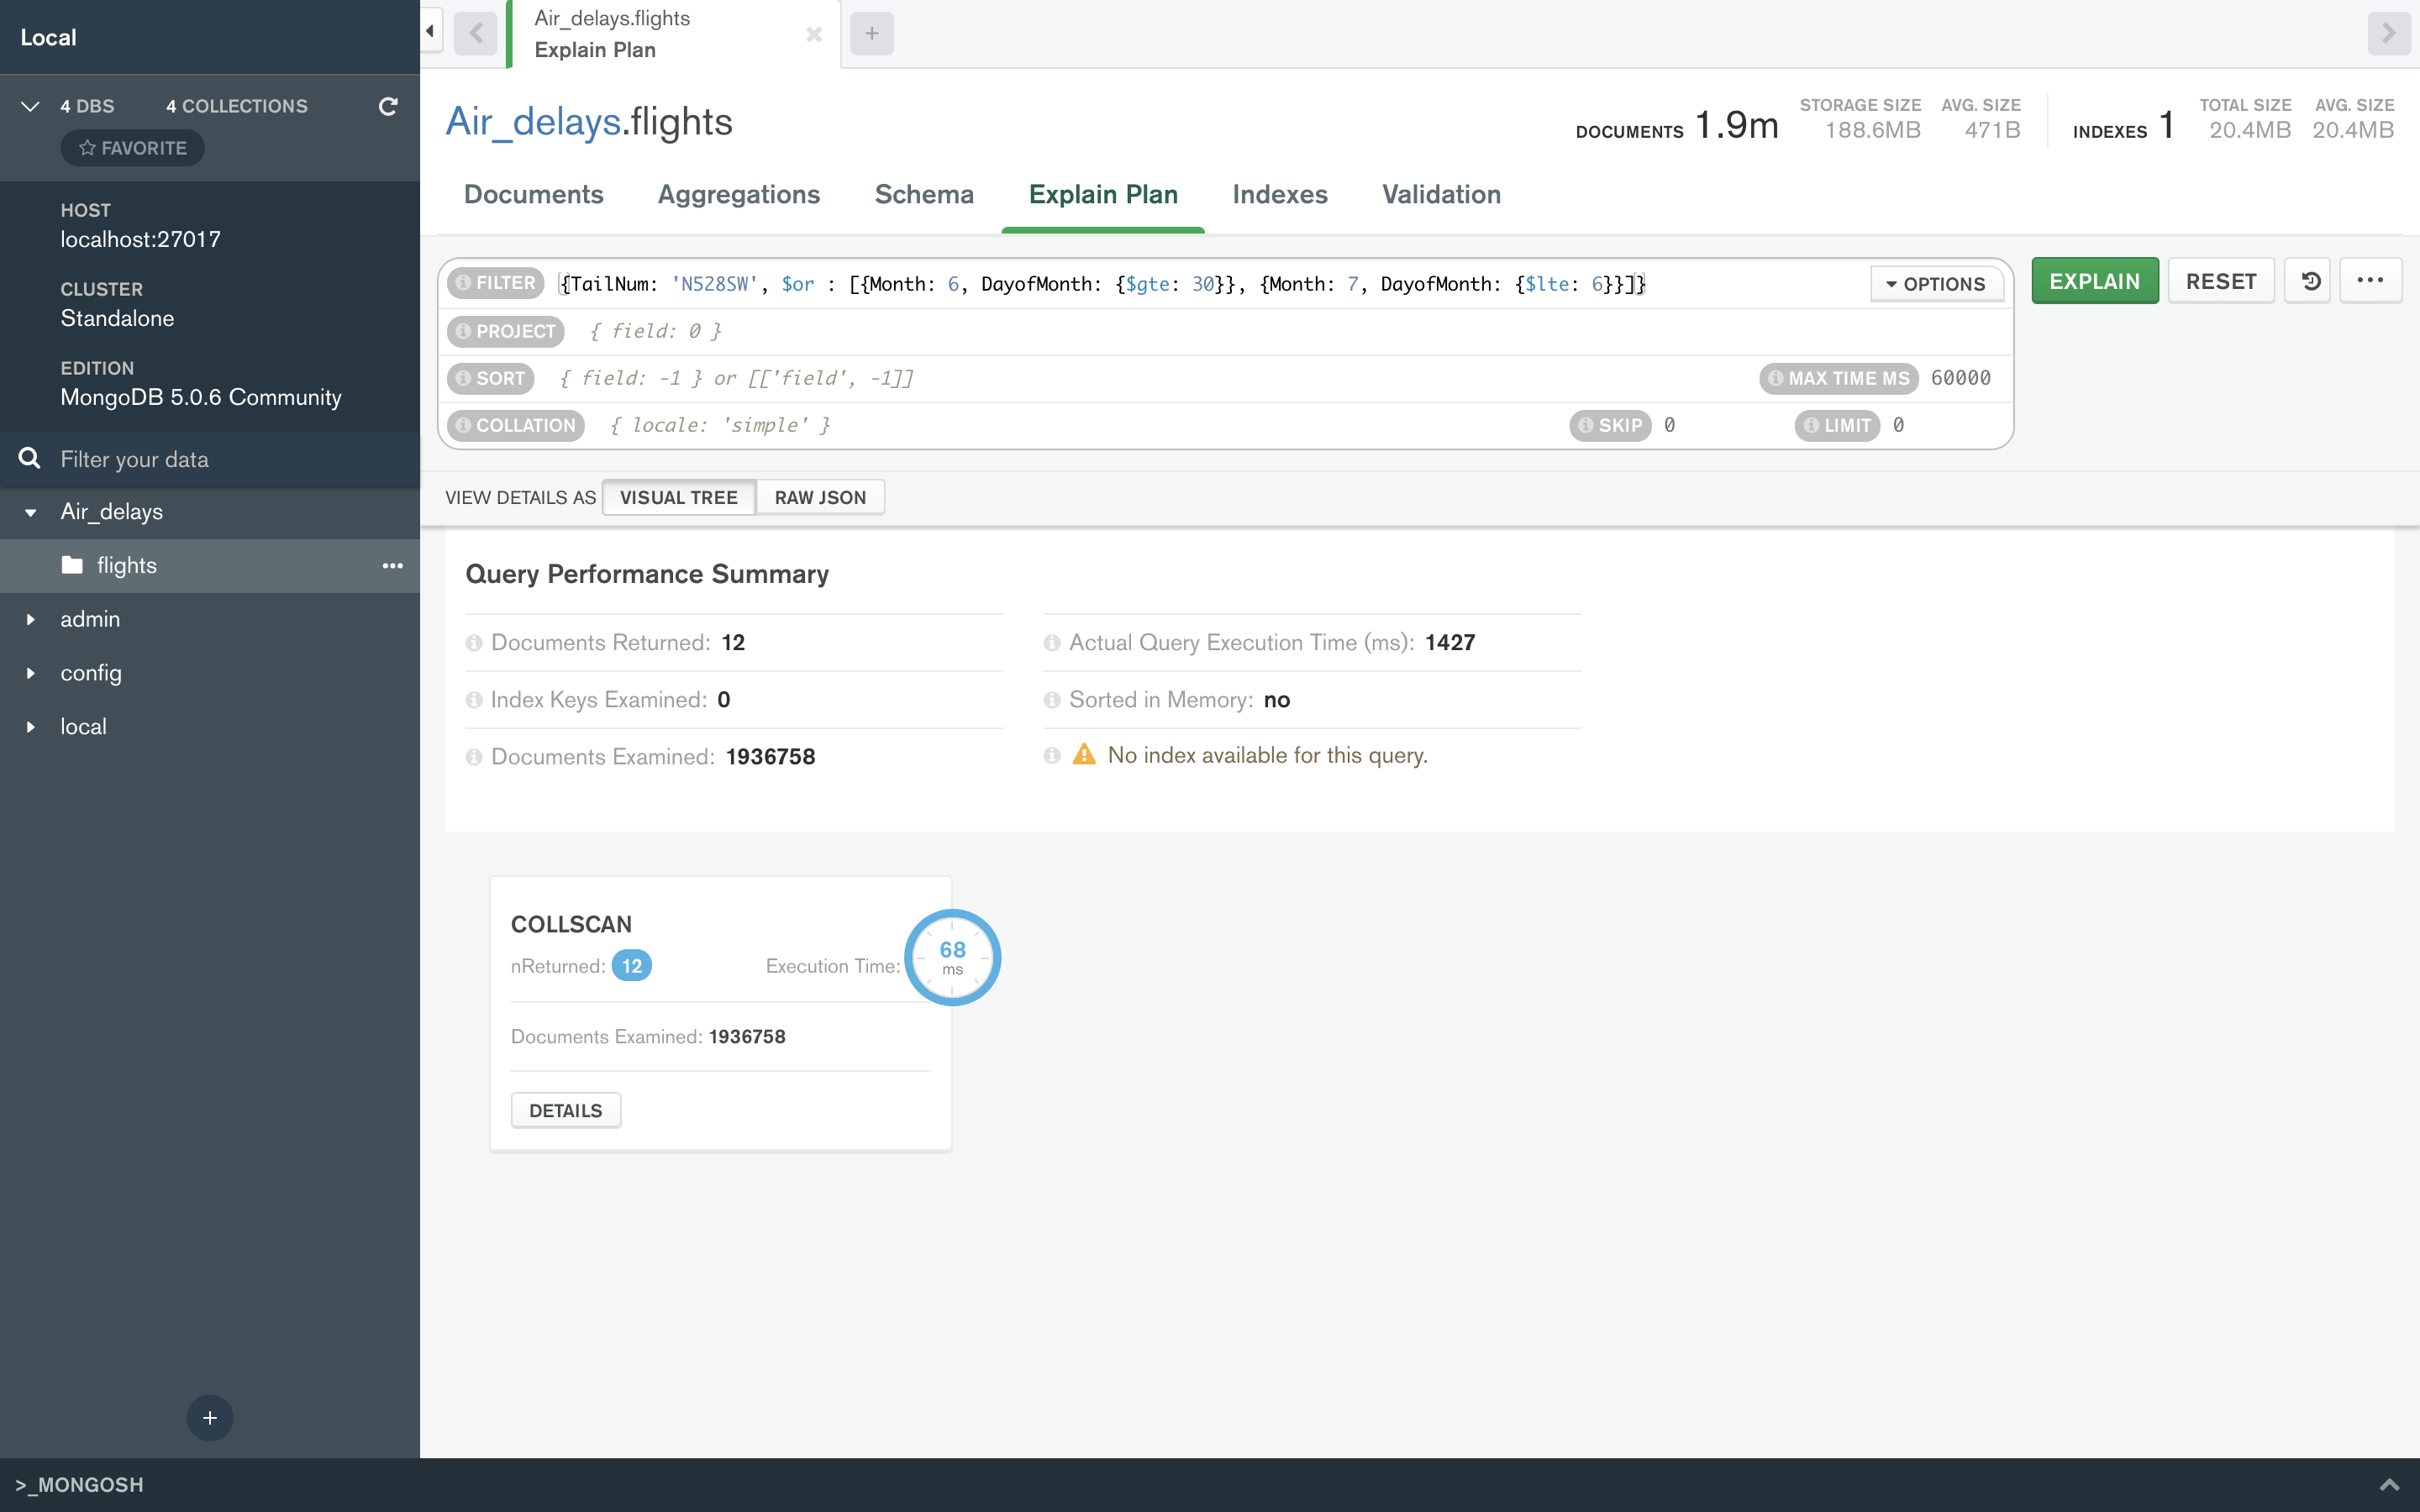 Local
4 DBS 4 COLLECTIONS
FAVORITE
HOST
localhost:27017
CLUSTER
Standalone
EDITION
MongoDB 5.0.6 Community
Filter your data
Air_delays
flights
admin
config
local
>_MONGOSH
Air_delays.flights
Explain Plan
Air_delays.flights
DOCUMENTS 1.9m
STORAGE SIZE
188.6MB
AVG. SIZE
471B
INDEXES 1
TOTAL SIZE
20.4MB
AVG. SIZE
20.4MB
Documents Aggregations Schema Explain Plan Indexes Validation
FILTER {TailNum: 'N528SW', $or : [{Month: 6, DayofMonth: {$gte: 30}}, {Month: 7, DayofMonth: {$lte: 6}}]} OPTIONS EXPLAIN RESET
PROJECT { field: 0 }
SORT { field: -1 } or [['field', -1]] MAX TIME MS 60000
COLLATION { locale: 'simple' } SKIP 0 LIMIT 0
VIEW DETAILS AS VISUAL TREE RAW JSON
Query Performance Summary
Documents Returned: 12
Index Keys Examined: 0
Documents Examined: 1936758
Actual Query Execution Time (ms): 1427
Sorted in Memory: no
No index available for this query.
COLLSCAN
nReturned: 12 Execution Time: 68 ms
Documents Examined: 1936758
DETAILS